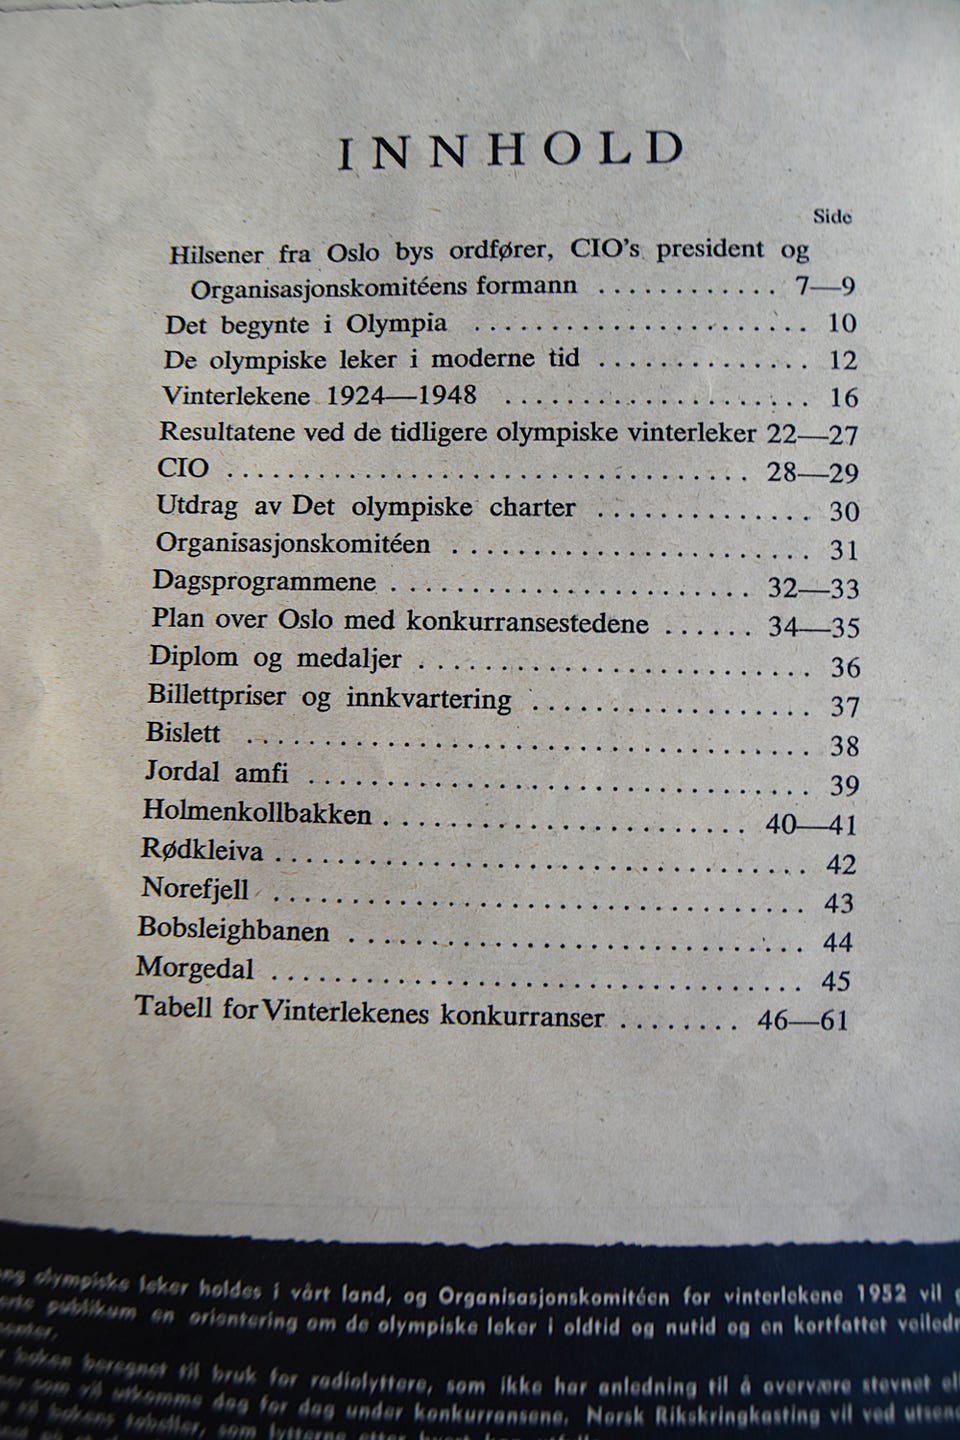 INNHOLD
Side
Hilsener fra Oslo bys ordfører, CIO's president og
Organisasjonskomitéens formann ............ 7—9
Det begynte i Olympia ...................... 10
De olympiske leker i moderne tid .............. 12
Vinterlekene 1924—1948 .................... 16
Resultatene ved de tidligere olympiske vinterleker 22—27
CIO ................................... 28—29
Utdrag av Det olympiske charter .............. 30
Organisasjonskomitéen ........................ 31
Dagsprogrammene ........................ 32—33
Plan over Oslo med konkurransestedene ...... 34—35
Diplom og medaljer .......................... 36
Billettpriser og innkvartering ................... 37
Bislett ...................................... 38
Jordal amfi ................................. 39
Holmenkollbakken ........................ 40—41
Rødkleiva ................................... 42
Norefjell ................................... 43
Bobsleighbanen .............................. 44
Morgedal ................................... 45
Tabell for Vinterlekenes konkurranser ........ 46—61
olympiske leker holdes i vårt land, og Organisasjonskomitéen for vinterlekene 1952 vil
publikum en orientering om de olympiske leker i oldtid og nutid og en kortfattet
boken beregnet til bruk for radiolyttere, som ikke har anledning til å overvære stevnet
som vil utkomme dag for dag under konkurransene. Norsk Rikskringkasting vil ved
bokens tabeller, som lytterne etter hvert kan